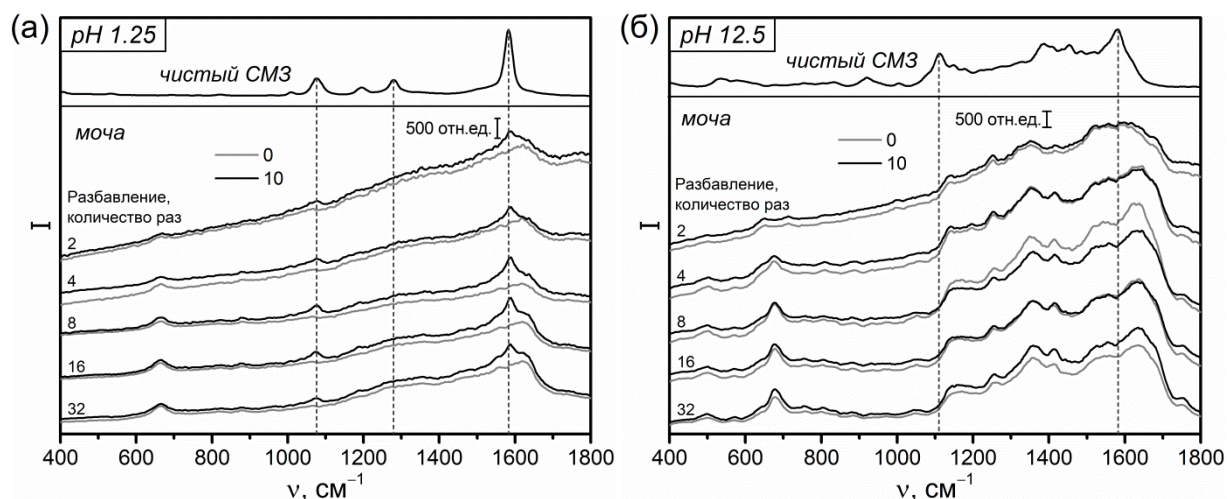 (а)
pH 1.25
чистый СМЗ
моча
500 отн.ед.
0
10
Разбавление,
количество раз
2
4
8
16
32
I
400 600 800 1000 1200 1400 1600 1800
ν, см⁻¹
(б)
pH 12.5
чистый СМЗ
моча
500 отн.ед.
0
10
Разбавление,
количество раз
2
4
8
16
32
I
400 600 800 1000 1200 1400 1600 1800
ν, см⁻¹